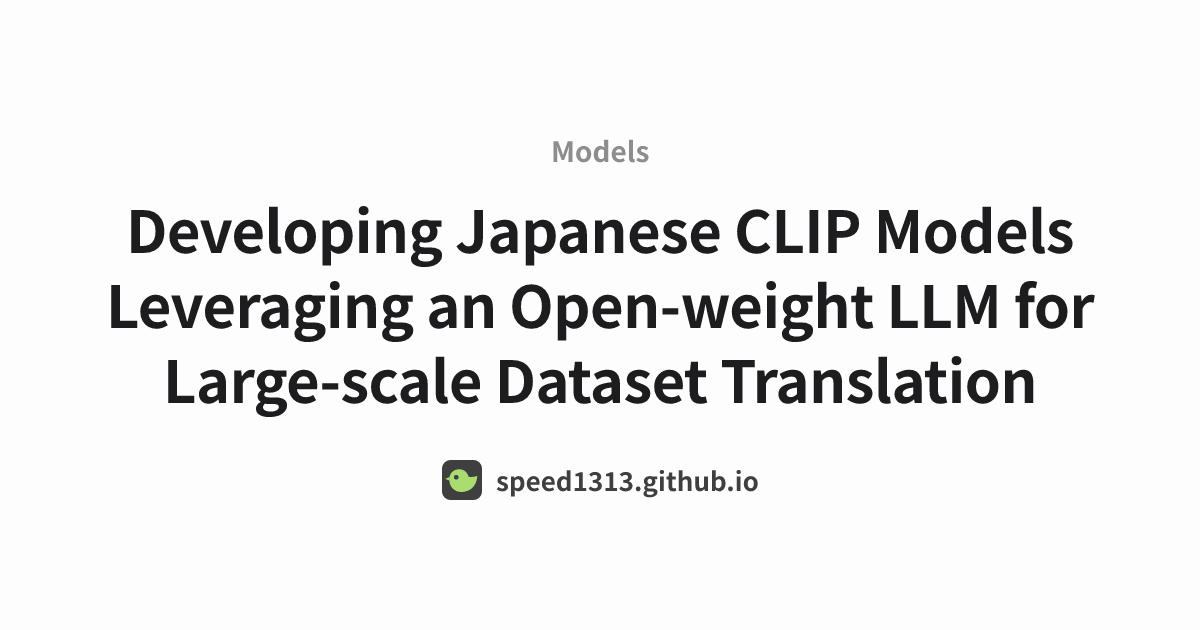 Models
Developing Japanese CLIP Models
Leveraging an Open-weight LLM for
Large-scale Dataset Translation
speed1313.github.io